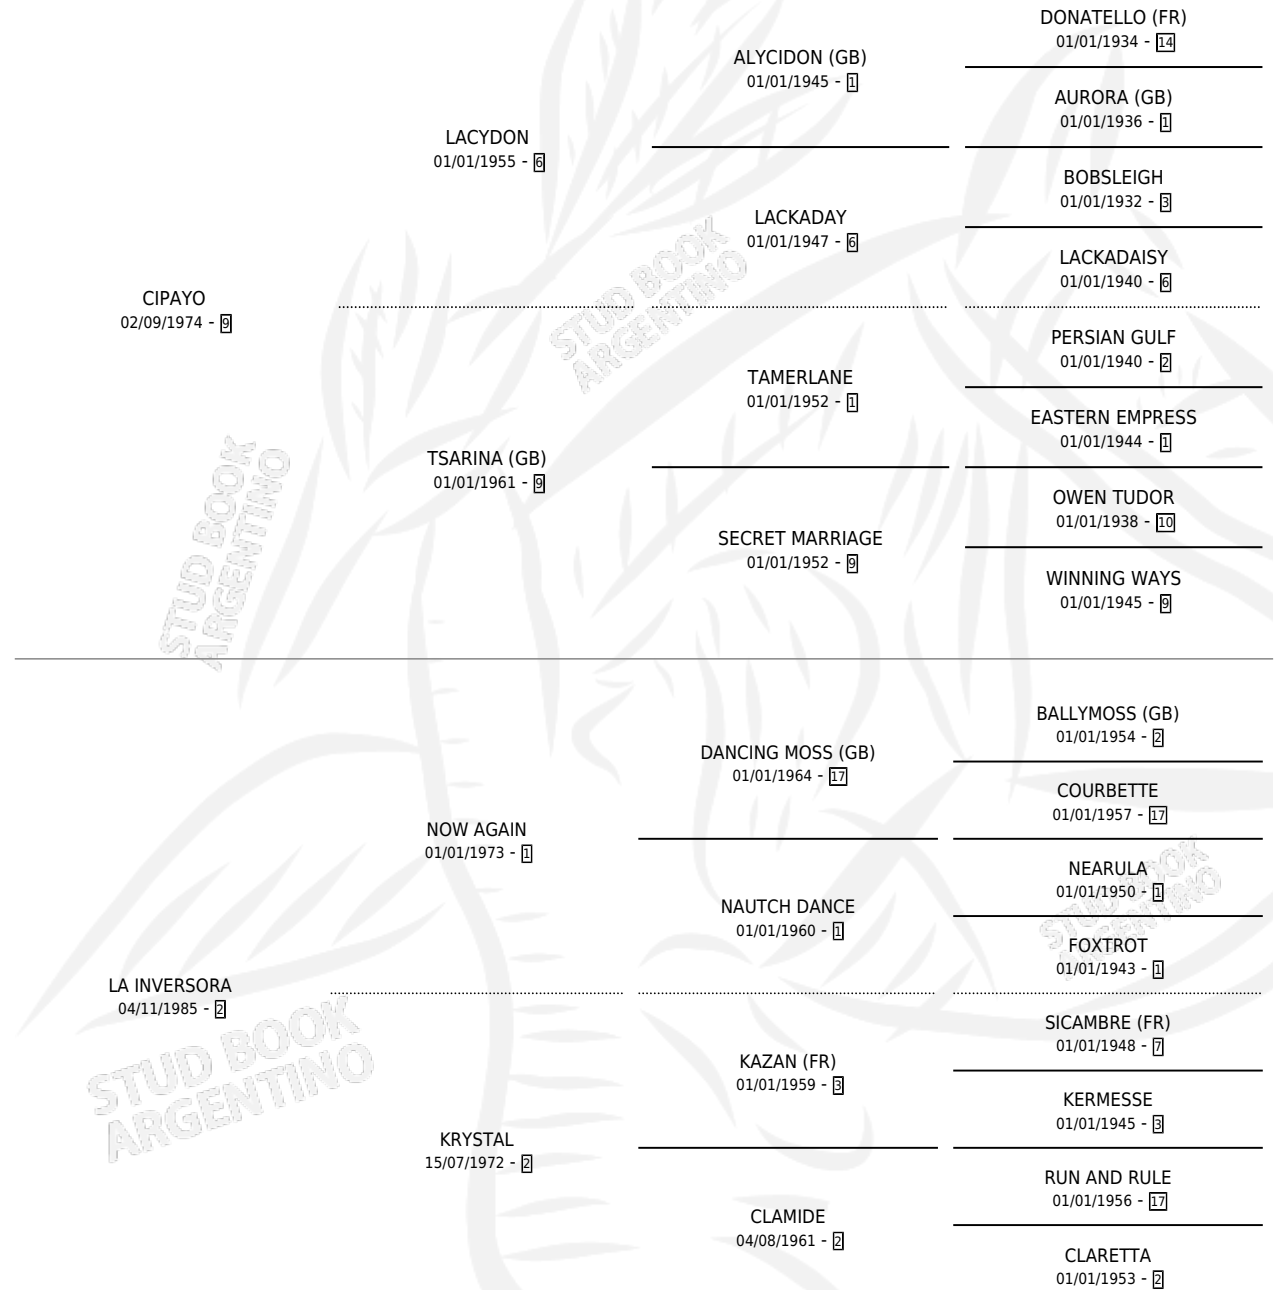 DONATELLO (FR)
01/01/1934 - 14
ALYCIDON (GB)
01/01/1945 - 1
AURORA (GB)
01/01/1936 - 1
LACYDON
01/01/1955 - 6
BOBSLEIGH
01/01/1932 - 3
LACKADAY
01/01/1947 - 6
LACKADAISY
01/01/1940 - 6
CIPAYO
02/09/1974 - 9
PERSIAN GULF
01/01/1940 - 2
TAMERLANE
01/01/1952 - 1
EASTERN EMPRESS
01/01/1944 - 1
TSARINA (GB)
01/01/1961 - 9
OWEN TUDOR
01/01/1938 - 10
SECRET MARRIAGE
01/01/1952 - 9
WINNING WAYS
01/01/1945 - 9
BALLYMOSS (GB)
01/01/1954 - 2
DANCING MOSS (GB)
01/01/1964 - 17
COURBETTE
01/01/1957 - 17
NOW AGAIN
01/01/1973 - 1
NEARULA
01/01/1950 - 1
NAUTCH DANCE
01/01/1960 - 1
FOXTROT
01/01/1943 - 1
LA INVERSORA
04/11/1985 - 2
SICAMBRE (FR)
01/01/1948 - 7
KAZAN (FR)
01/01/1959 - 3
KERMESSE
01/01/1945 - 3
KRYSTAL
15/07/1972 - 2
RUN AND RULE
01/01/1956 - 17
CLAMIDE
04/08/1961 - 2
CLARETTA
01/01/1953 - 2
STUD BOOK
ARGENTINO
STUD BOOK
ARGENTINO
STUD BOOK
ARGENTINO
STUD BOOK
ARGENTINO